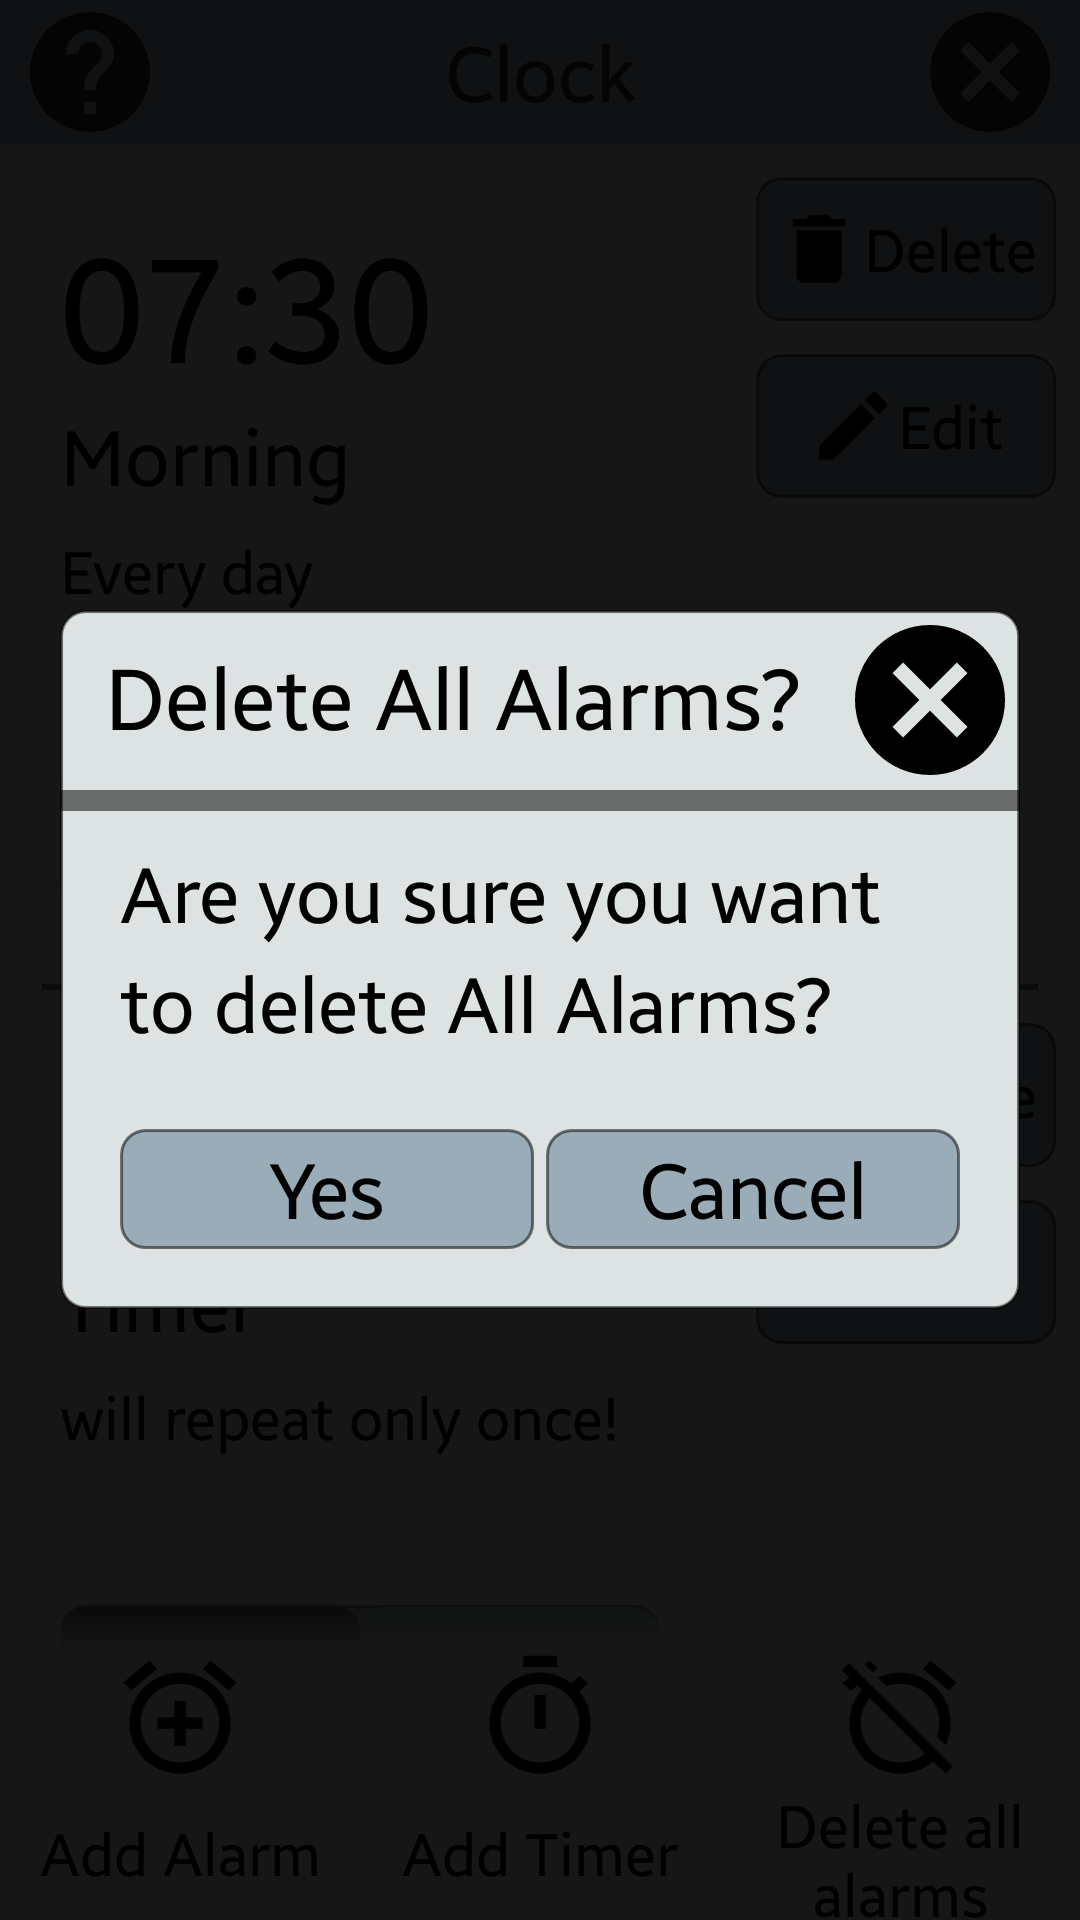 Clock
07:30
Delete
Edit
Morning
Every day
Delete All Alarms?
Are you sure you want
to delete All Alarms?
Yes
Cancel
Timer
will repeat only once!
Add Alarm
Add Timer
Delete all
alarms